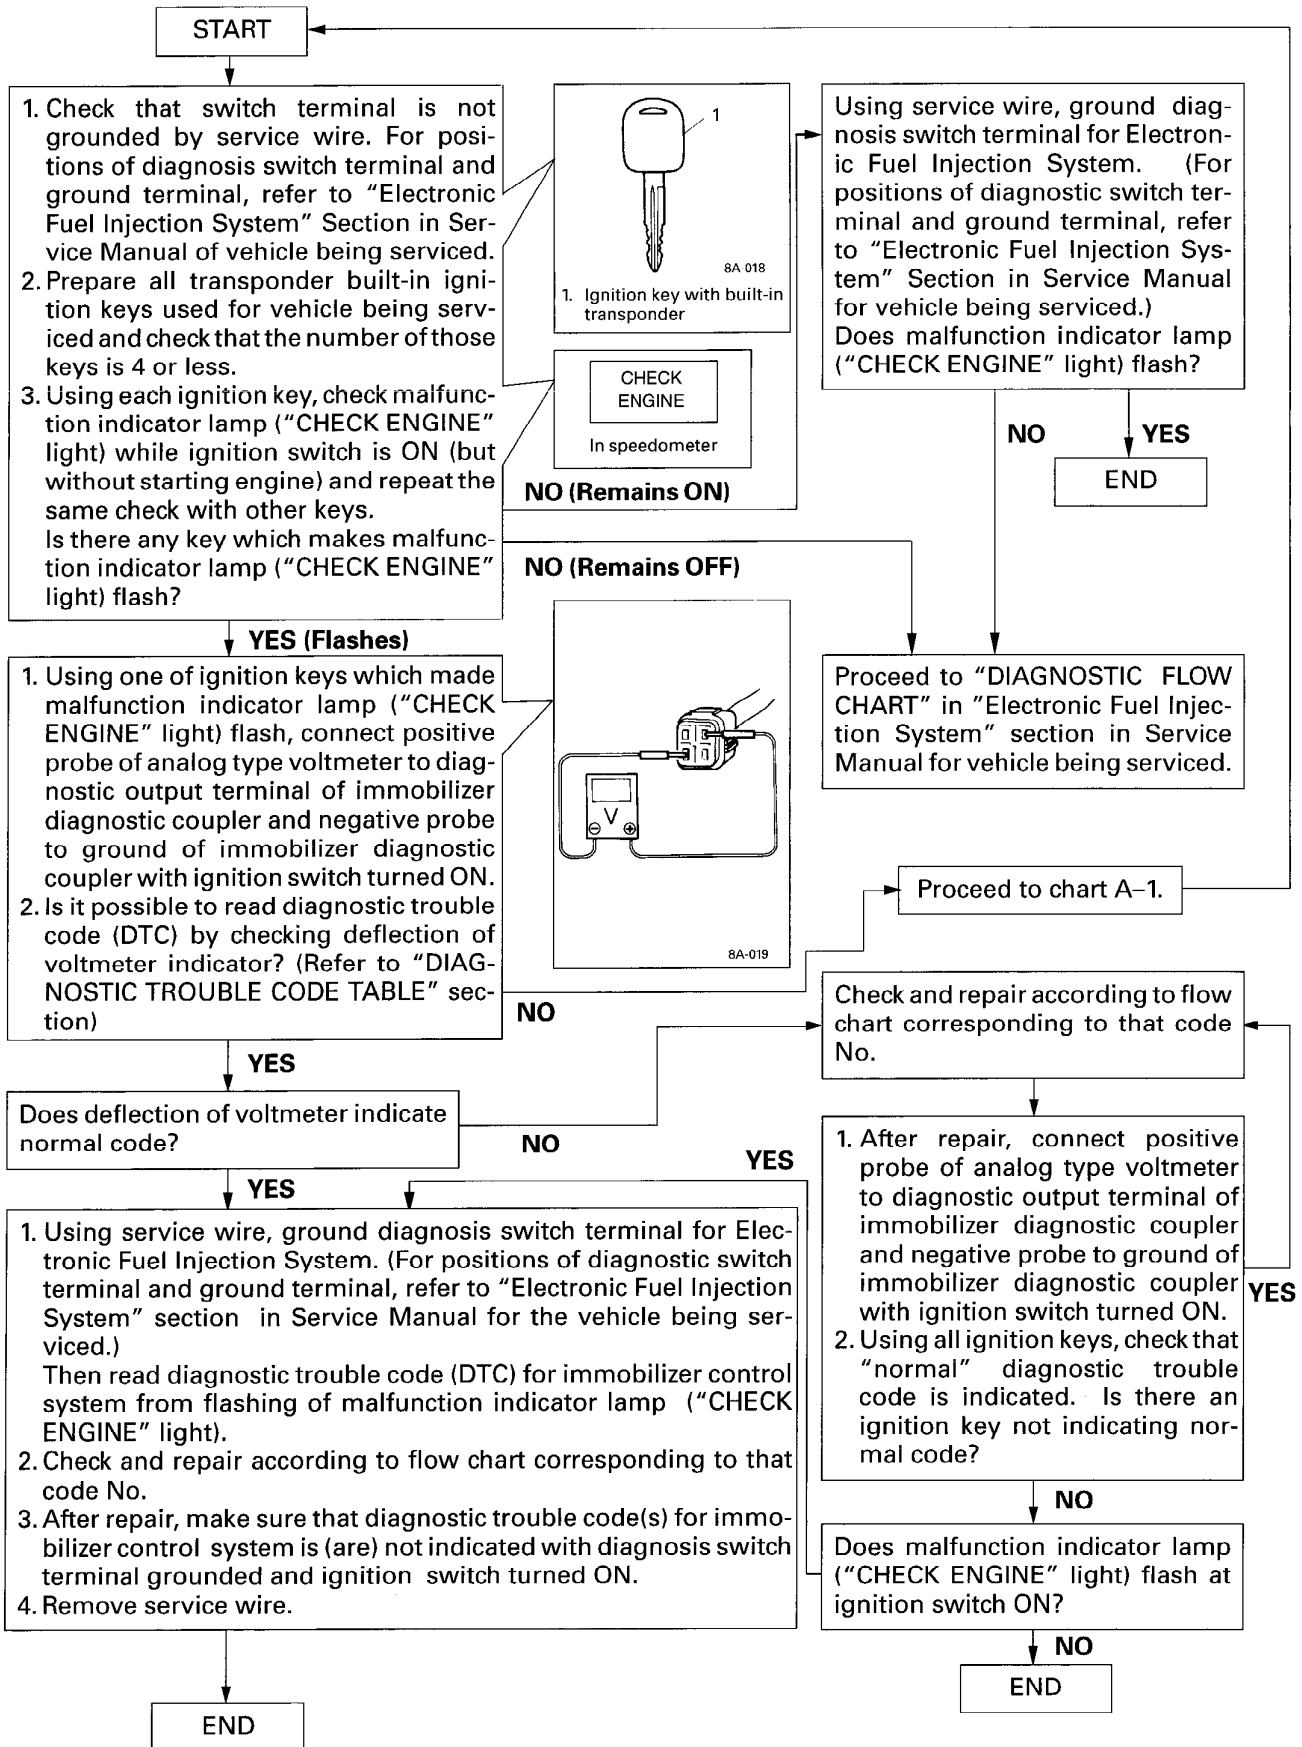 START
1. Check that switch terminal is not
grounded by service wire. For posi-
tions of diagnosis switch terminal and
ground terminal, refer to "Electronic
Fuel Injection System" Section in Ser-
vice Manual of vehicle being serviced.
2. Prepare all transponder built-in igni-
tion keys used for vehicle being serv-
iced and check that the number of those
keys is 4 or less.
3. Using each ignition key, check malfunc-
tion indicator lamp ("CHECK ENGINE"
light) while ignition switch is ON (but
without starting engine) and repeat the
same check with other keys.
Is there any key which makes malfunc-
tion indicator lamp ("CHECK ENGINE"
light) flash?
1
8A-018
1. Ignition key with built-in
transponder
CHECK
ENGINE
In speedometer
NO (Remains ON)
NO (Remains OFF)
Using service wire, ground diag-
nosis switch terminal for Electron-
ic Fuel Injection System. (For
positions of diagnostic switch ter-
minal and ground terminal, refer
to "Electronic Fuel Injection Sys-
tem" Section in Service Manual
for vehicle being serviced.)
Does malfunction indicator lamp
("CHECK ENGINE" light) flash?
NO
YES
END
YES (Flashes)
1. Using one of ignition keys which made
malfunction indicator lamp ("CHECK
ENGINE" light) flash, connect positive
probe of analog type voltmeter to diag-
nostic output terminal of immobilizer
diagnostic coupler and negative probe
to ground of immobilizer diagnostic
coupler with ignition switch turned ON.
2. Is it possible to read diagnostic trouble
code (DTC) by checking deflection of
voltmeter indicator? (Refer to "DIAG-
NOSTIC TROUBLE CODE TABLE" sec-
tion)
V
8A-019
NO
Proceed to "DIAGNOSTIC FLOW
CHART" in "Electronic Fuel Injec-
tion System" section in Service
Manual for vehicle being serviced.
Proceed to chart A–1.
YES
Does deflection of voltmeter indicate
normal code?
NO
YES
Check and repair according to flow
chart corresponding to that code
No.
1. After repair, connect positive
probe of analog type voltmeter
to diagnostic output terminal of
immobilizer diagnostic coupler
and negative probe to ground of
immobilizer diagnostic coupler
with ignition switch turned ON.
2. Using all ignition keys, check that
"normal" diagnostic trouble
code is indicated. Is there an
ignition key not indicating nor-
mal code?
YES
NO
Does malfunction indicator lamp
("CHECK ENGINE" light) flash at
ignition switch ON?
YES
NO
END
1. Using service wire, ground diagnosis switch terminal for Elec-
tronic Fuel Injection System. (For positions of diagnostic switch
terminal and ground terminal, refer to "Electronic Fuel Injection
System" section in Service Manual for the vehicle being ser-
viced.)
Then read diagnostic trouble code (DTC) for immobilizer control
system from flashing of malfunction indicator lamp ("CHECK
ENGINE" light).
2. Check and repair according to flow chart corresponding to that
code No.
3. After repair, make sure that diagnostic trouble code(s) for immo-
bilizer control system is (are) not indicated with diagnosis switch
terminal grounded and ignition switch turned ON.
4. Remove service wire.
END